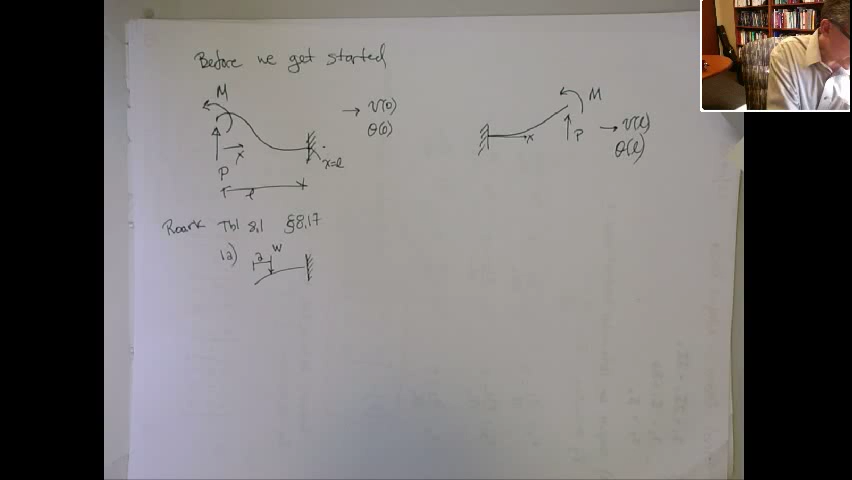 Before we get started
M
P
x
l
x=l
→ v(0)
θ(0)
M
x
P
→ v(l)
θ(l)
Roark Tbl 8.1 §8.17
1a)
a
W